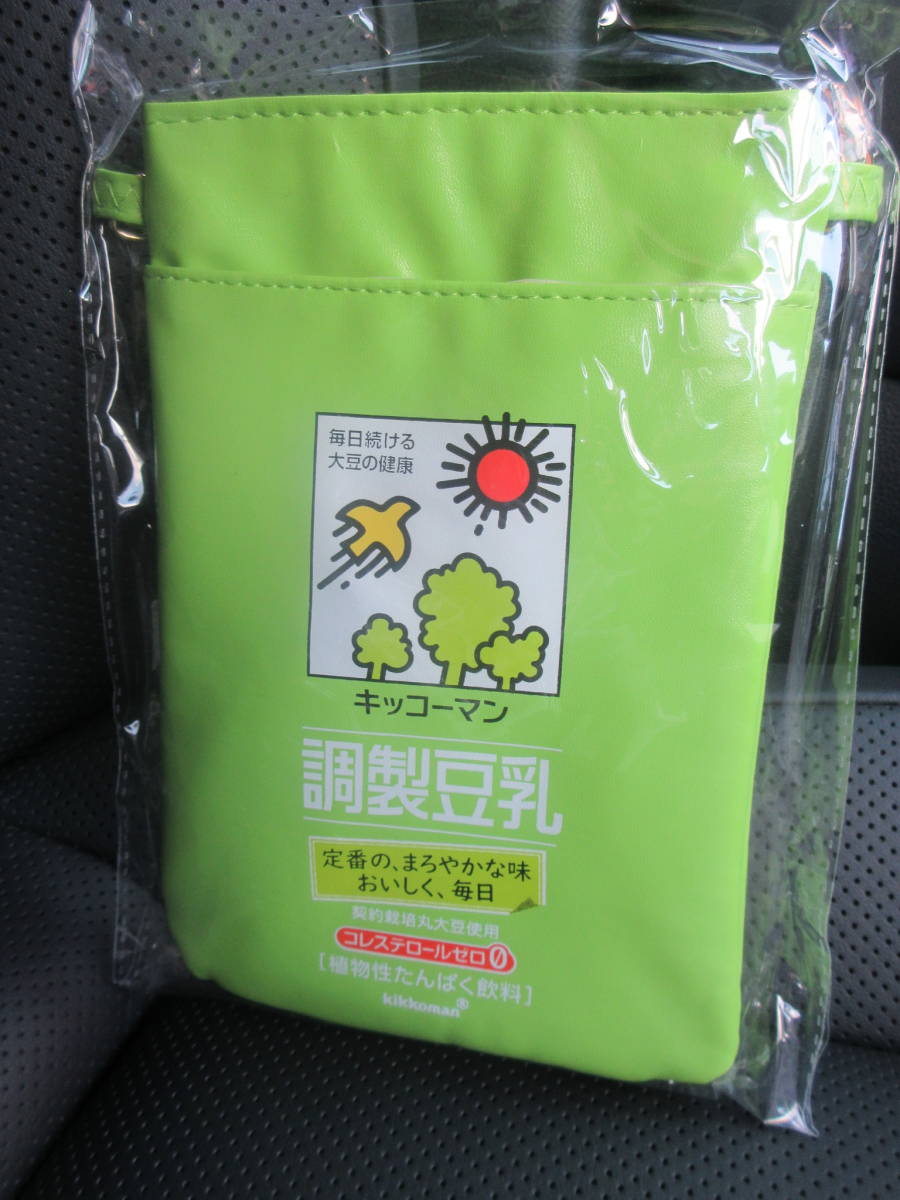 毎日続ける
大豆の健康
キッコーマン
調製豆乳
定番の、まろやかな味
おいしく、毎日
契約栽培丸大豆使用
コレステロールゼロ0
[植物性たんぱく飲料]
kikkoman®